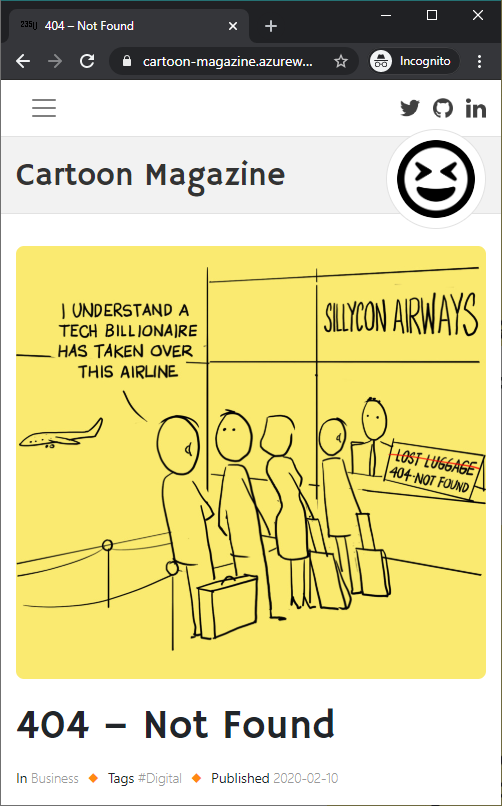 404 – Not Found
cartoon-magazine.azurew...
Incognito
Cartoon Magazine
I UNDERSTAND A
TECH BILLIONAIRE
HAS TAKEN OVER
THIS AIRLINE
SILLYCON AIRWAYS
LOST LUGGAGE
404-NOT FOUND
404 – Not Found
In Business ◆ Tags #Digital ◆ Published 2020-02-10